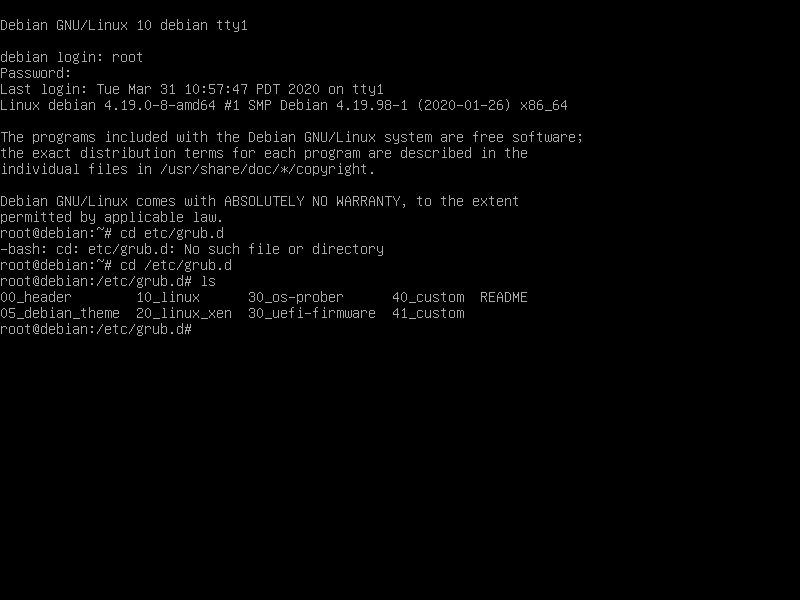 Debian GNU/Linux 10 debian tty1
debian login: root
Password:
Last login: Tue Mar 31 10:57:47 PDT 2020 on tty1
Linux debian 4.19.0-8-amd64 #1 SMP Debian 4.19.98-1 (2020-01-26) x86_64
The programs included with the Debian GNU/Linux system are free software;
the exact distribution terms for each program are described in the
individual files in /usr/share/doc/*/copyright.
Debian GNU/Linux comes with ABSOLUTELY NO WARRANTY, to the extent
permitted by applicable law.
root@debian:~# cd etc/grub.d
-bash: cd: etc/grub.d: No such file or directory
root@debian:~# cd /etc/grub.d
root@debian:/etc/grub.d# ls
00_header        10_linux      30_os-prober      40_custom  README
05_debian_theme  20_linux_xen  30_uefi-firmware  41_custom
root@debian:/etc/grub.d#